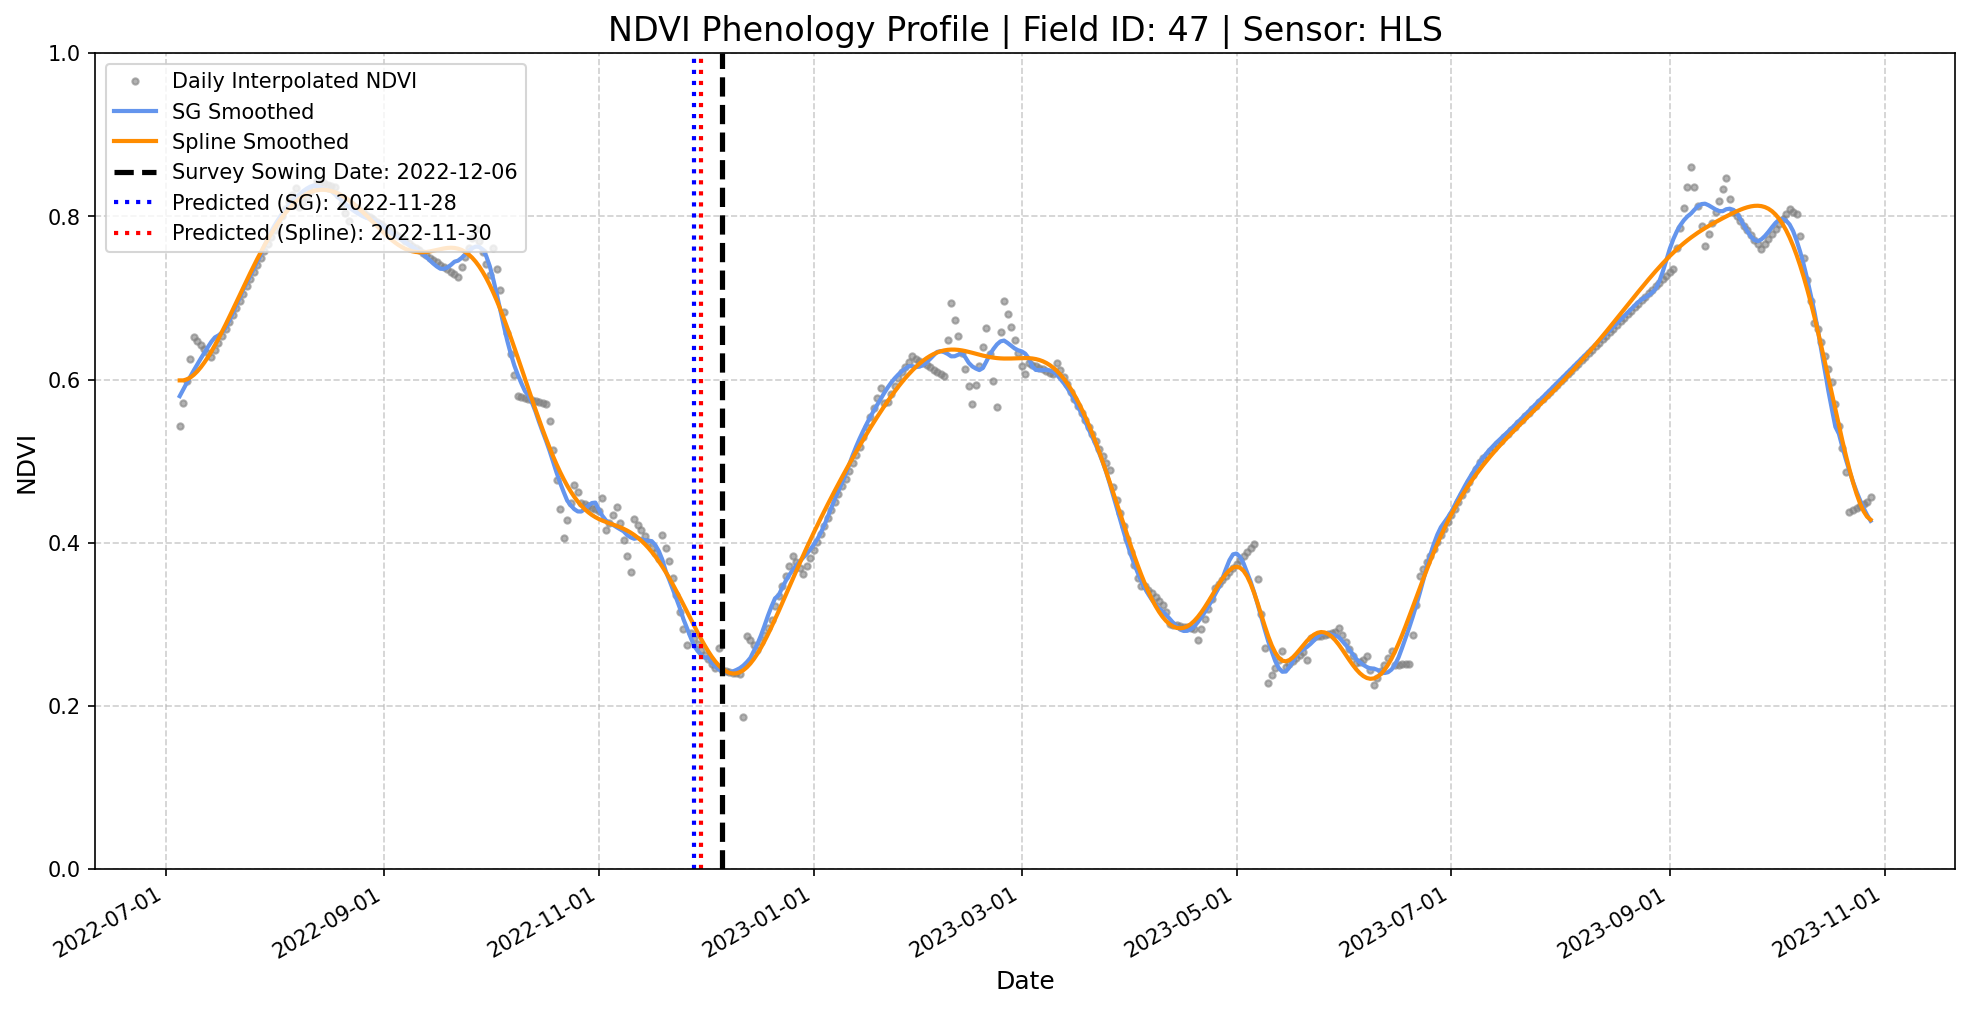 NDVI Phenology Profile | Field ID: 47 | Sensor: HLS
1.0
0.8
0.6
0.4
0.2
0.0
NDVI
Daily Interpolated NDVI
SG Smoothed
Spline Smoothed
Survey Sowing Date: 2022-12-06
Predicted (SG): 2022-11-28
Predicted (Spline): 2022-11-30
2022-07-01
2022-09-01
2022-11-01
2023-01-01
2023-03-01
2023-05-01
2023-07-01
2023-09-01
2023-11-01
Date